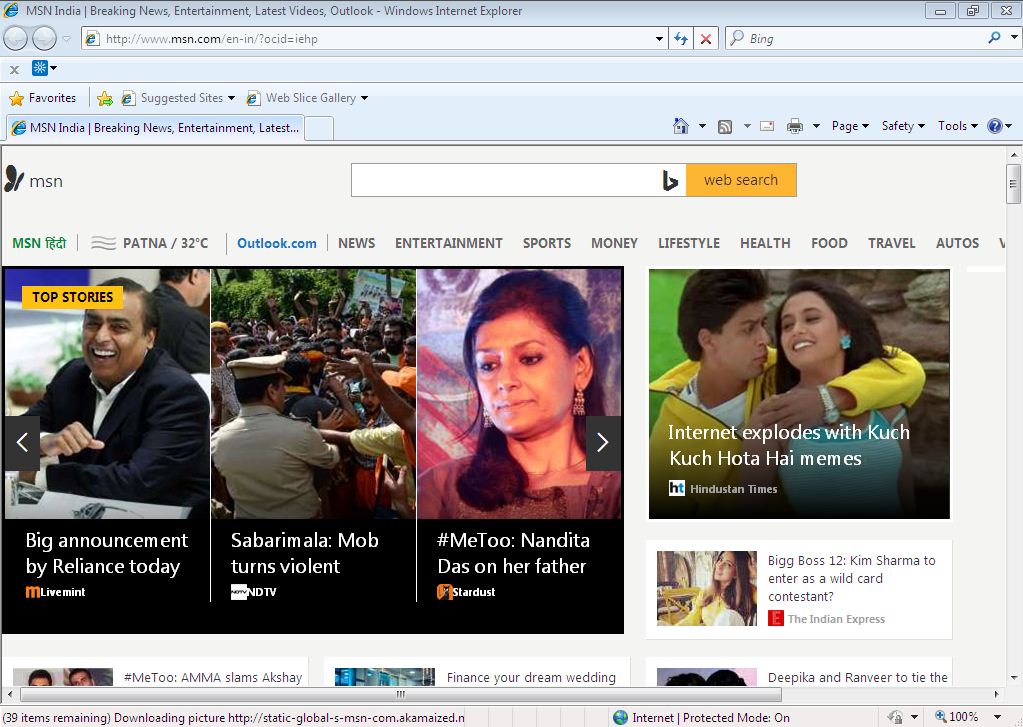 MSN India | Breaking News, Entertainment, Latest Videos, Outlook - Windows Internet Explorer
http://www.msn.com/en-in/?ocid=iehp
Bing
Favorites
Suggested Sites
Web Slice Gallery
MSN India | Breaking News, Entertainment, Latest...
Page
Safety
Tools
msn
web search
MSN हिंदी
PATNA / 32°C
Outlook.com
NEWS
ENTERTAINMENT
SPORTS
MONEY
LIFESTYLE
HEALTH
FOOD
TRAVEL
AUTOS
TOP STORIES
Big announcement
by Reliance today
m Livemint
Sabarimala: Mob
turns violent
NDTV NDTV
#MeToo: Nandita
Das on her father
Stardust
Internet explodes with Kuch
Kuch Hota Hai memes
ht Hindustan Times
Bigg Boss 12: Kim Sharma to
enter as a wild card
contestant?
E The Indian Express
#MeToo: AMMA slams Akshay
Finance your dream wedding
Deepika and Ranveer to tie the
(39 items remaining) Downloading picture http://static-global-s-msn-com.akamaized.n
Internet | Protected Mode: On
100%